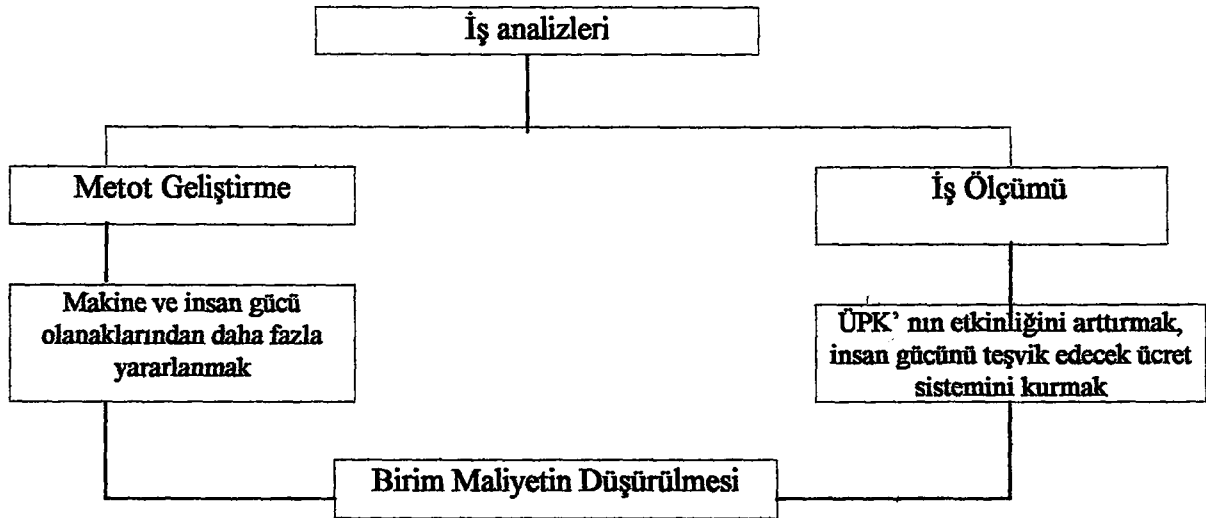 İş analizleri
Metot Geliştirme
İş Ölçümü
Makine ve insan gücü
olanaklarından daha fazla
yararlanmak
ÜPK' nın etkinliğini arttırmak,
insan gücünü teşvik edecek ücret
sistemini kurmak
Birim Maliyetin Düşürülmesi